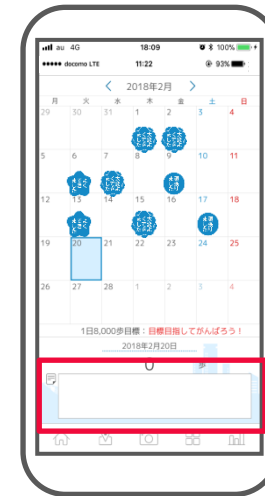 au 4G 18:09 100%
docomo LTE 11:22 93%
2018年2月
月 火 水 木 金 土 日
29 30 31 1 2 3 4
5 6 7 8 9 10 11
12 13 14 15 16 17 18
19 20 21 22 23 24 25
26 27 28 1 2 3 4
1日8,000歩目標：目標目指してがんばろう！
2018年2月20日
歩